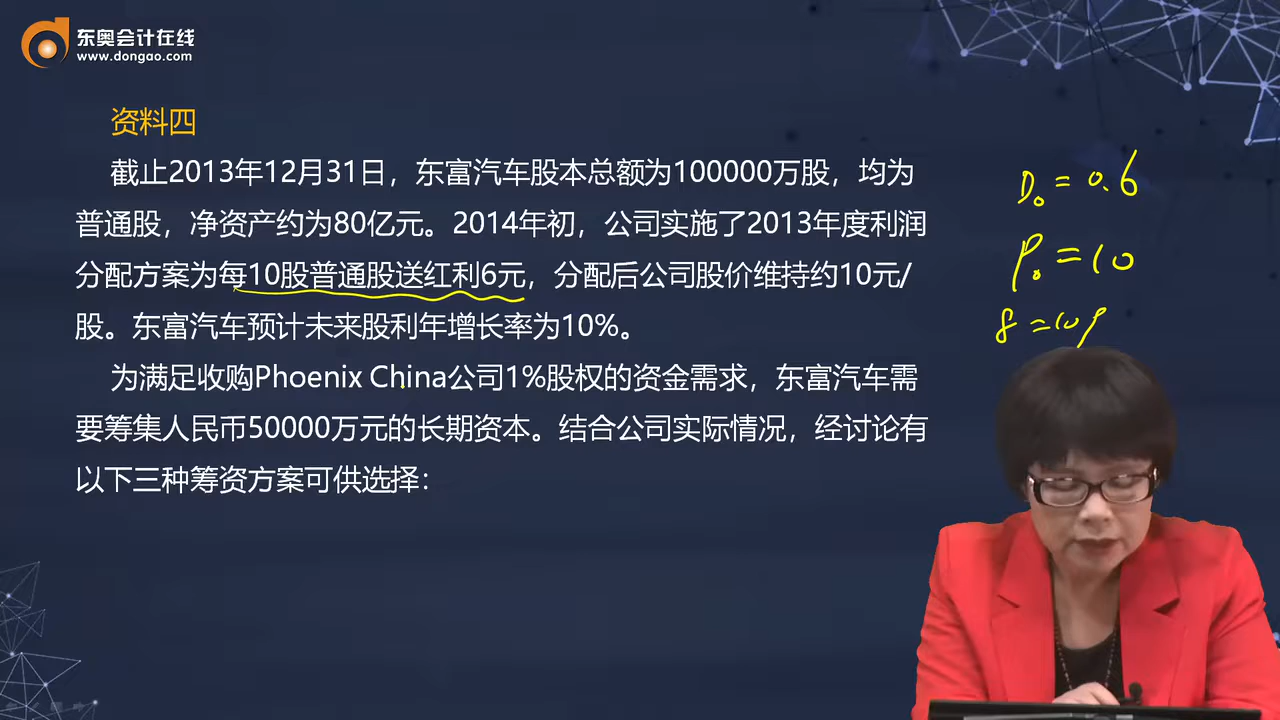 东奥会计在线
www.dongao.com
资料四
截止2013年12月31日，东富汽车股本总额为100000万股，均为
普通股，净资产约为80亿元。2014年初，公司实施了2013年度利润
分配方案为每10股普通股送红利6元，分配后公司股价维持约10元/
股。东富汽车预计未来股利年增长率为10%。
为满足收购Phoenix China公司1%股权的资金需求，东富汽车需
要筹集人民币50000万元的长期资本。结合公司实际情况，经讨论有
以下三种筹资方案可供选择：
D₀ = 0.6
P₀ = 10